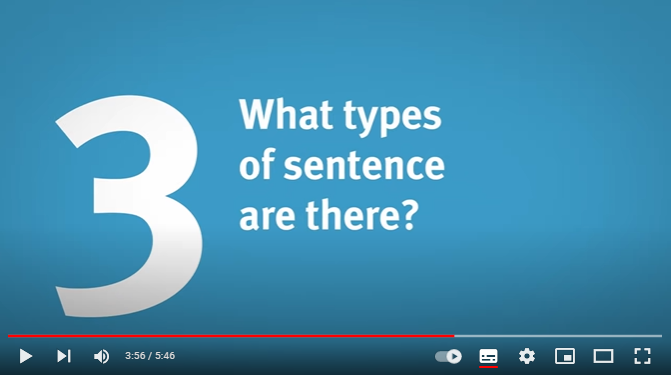 3
What types
of sentence
are there?
3:56 / 5:46